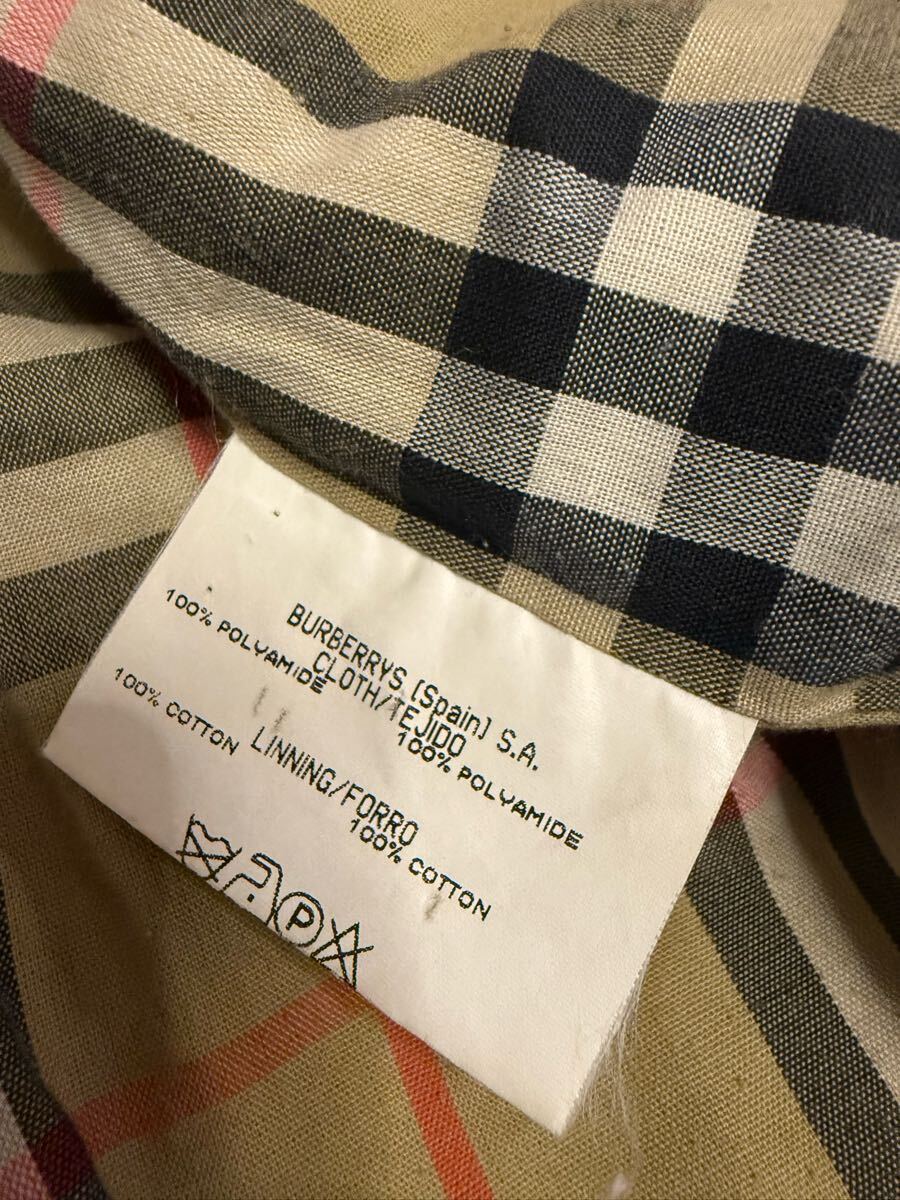 BURBERRYS [Spain] S.A.
CLOTH/TEJIDO
100% POLYAMIDE 100% POLYAMIDE
LINNING/FORRO
100% COTTON 100% COTTON
P